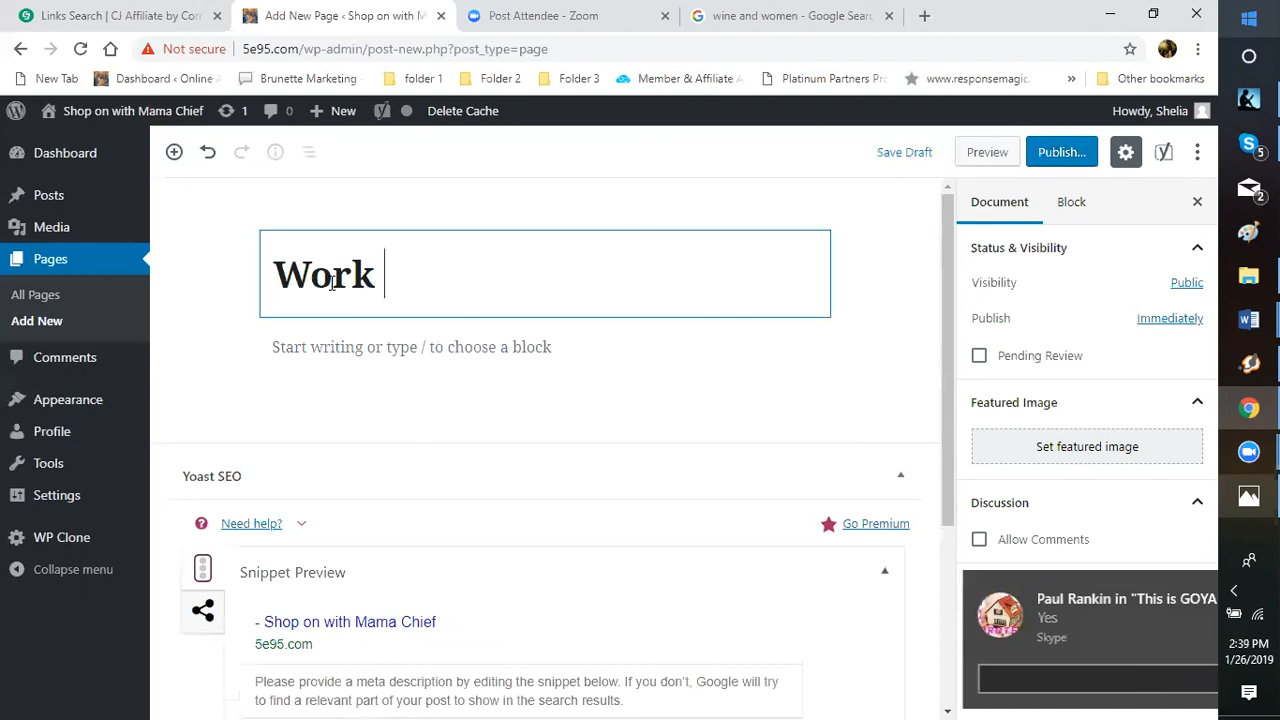 Links Search | CJ Affiliate by Com
Add New Page ‹ Shop on with M
Post Attendee - Zoom
wine and women - Google Searc
Not secure
5e95.com/wp-admin/post-new.php?post_type=page
New Tab
Dashboard ‹ Online A
Brunette Marketing -
folder 1
Folder 2
Folder 3
Member & Affiliate A
Platinum Partners Pr
www.responsemagic.
»
Other bookmarks
Shop on with Mama Chief
1
0
New
Delete Cache
Howdy, Shelia
Dashboard
Posts
Media
Pages
All Pages
Add New
Comments
Appearance
Profile
Tools
Settings
WP Clone
Collapse menu
Save Draft
Preview
Publish...
Work
Start writing or type / to choose a block
Document
Block
Status & Visibility
Visibility
Public
Publish
Immediately
Pending Review
Featured Image
Set featured image
Discussion
Allow Comments
Yoast SEO
Need help?
Go Premium
Snippet Preview
- Shop on with Mama Chief
5e95.com
Please provide a meta description by editing the snippet below. If you don't, Google will try
to find a relevant part of your post to show in the search results.
Paul Rankin in "This is GOYA
Yes
Skype
5
2
2:39 PM
1/26/2019